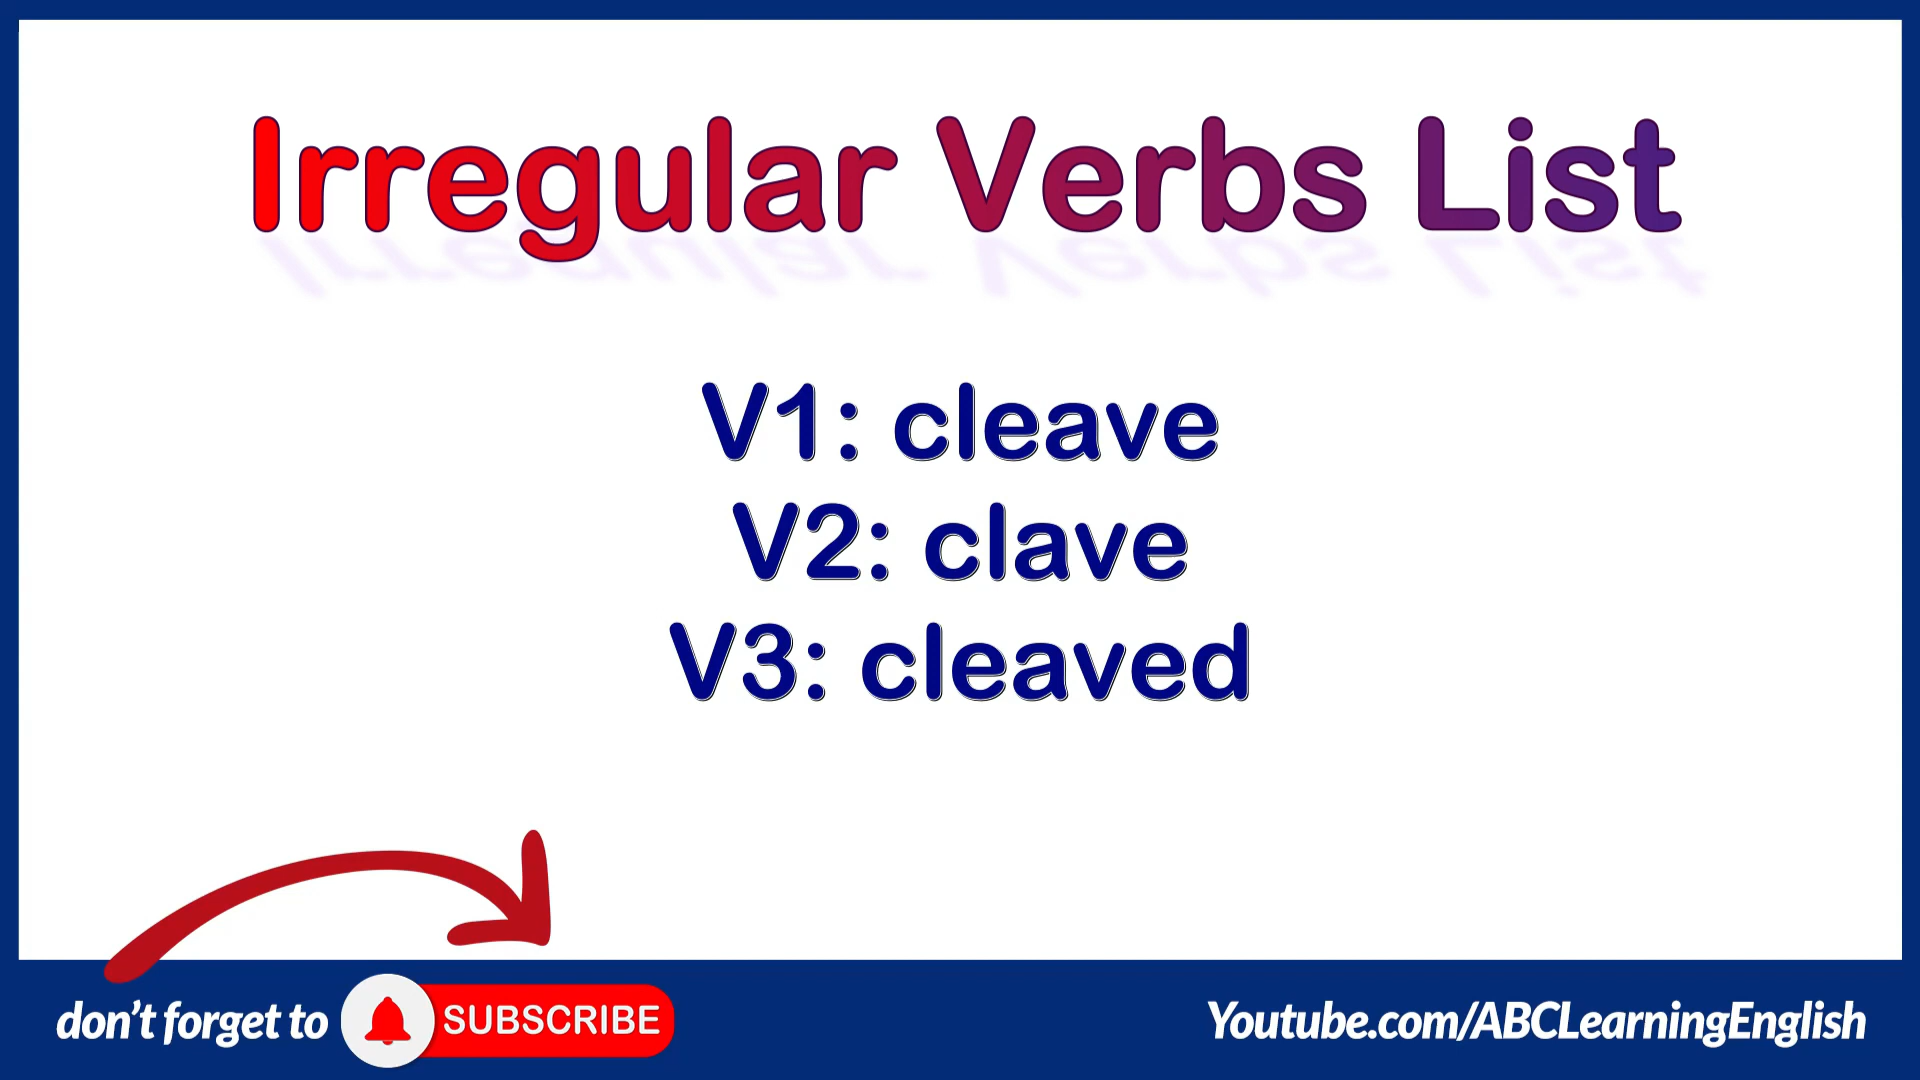 Irregular Verbs List
V1: cleave
V2: clave
V3: cleaved
don't forget to SUBSCRIBE
Youtube.com/ABCLearningEnglish